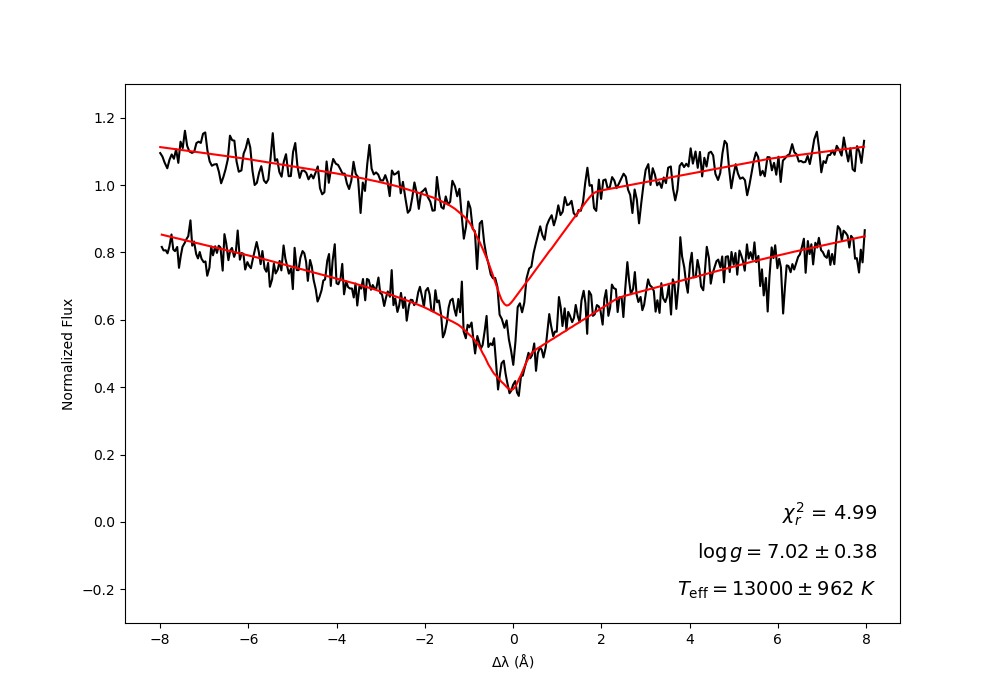 1.2
1.0
0.8
0.6
0.4
0.2
0.0
−0.2
Normalized Flux
χ²ᵣ = 4.99
log g = 7.02 ± 0.38
T_eff = 13000 ± 962 K
−8 −6 −4 −2 0 2 4 6 8
Δλ (Å)